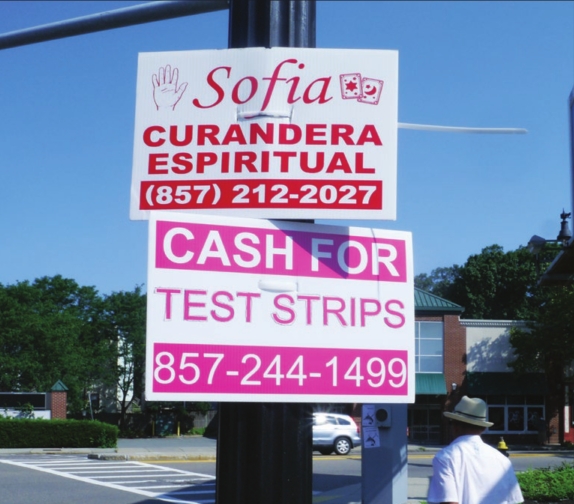 Sofia
CURANDERA
ESPIRITUAL
(857) 212-2027
CASH FOR
TEST STRIPS
857-244-1499